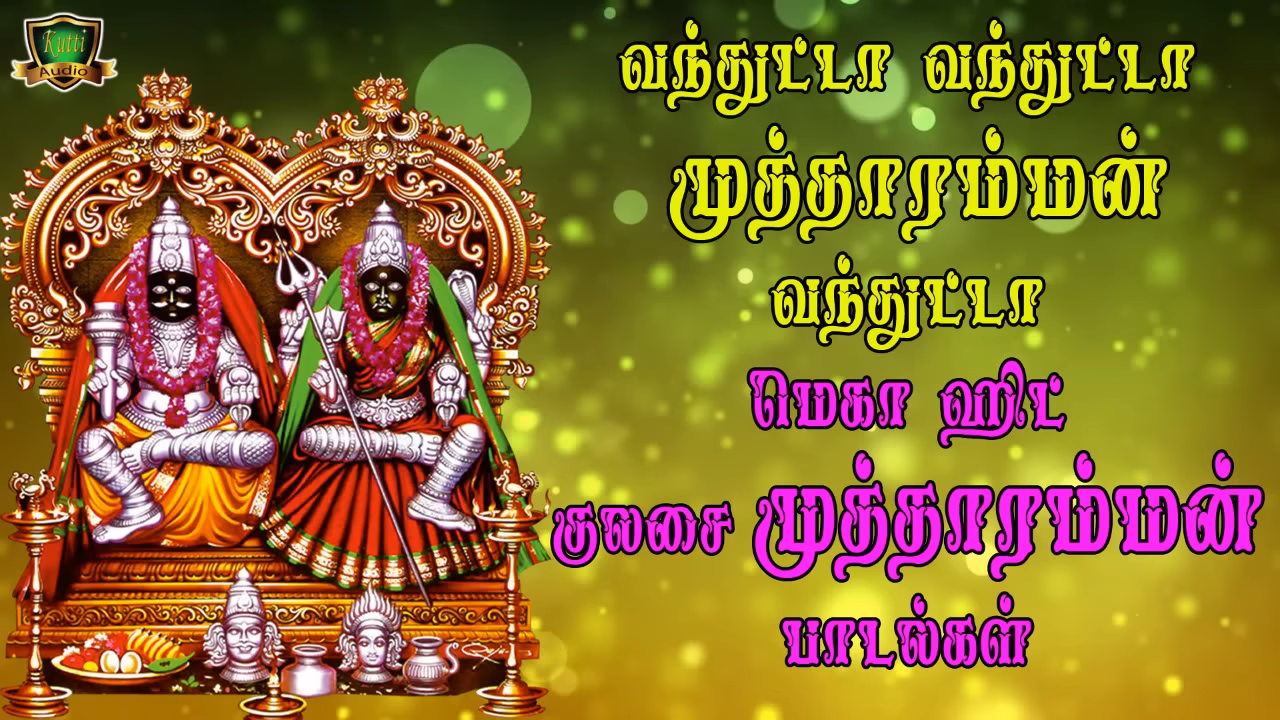 Kutti
Audio
வந்துட்டா வந்துட்டா
முத்தாரம்மன்
வந்துட்டா
மெகா ஹிட்
குலசை முத்தாரம்மன்
பாடல்கள்